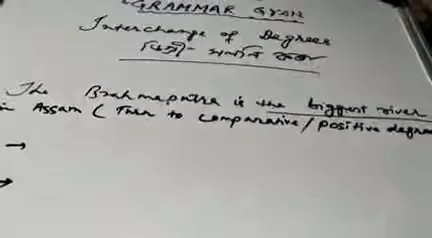 GRAMMAR GYAN
Interchange of Degrees
The Brahmaputra is the biggest river
in Assam ( Turn to comparative/positive degree
→
→